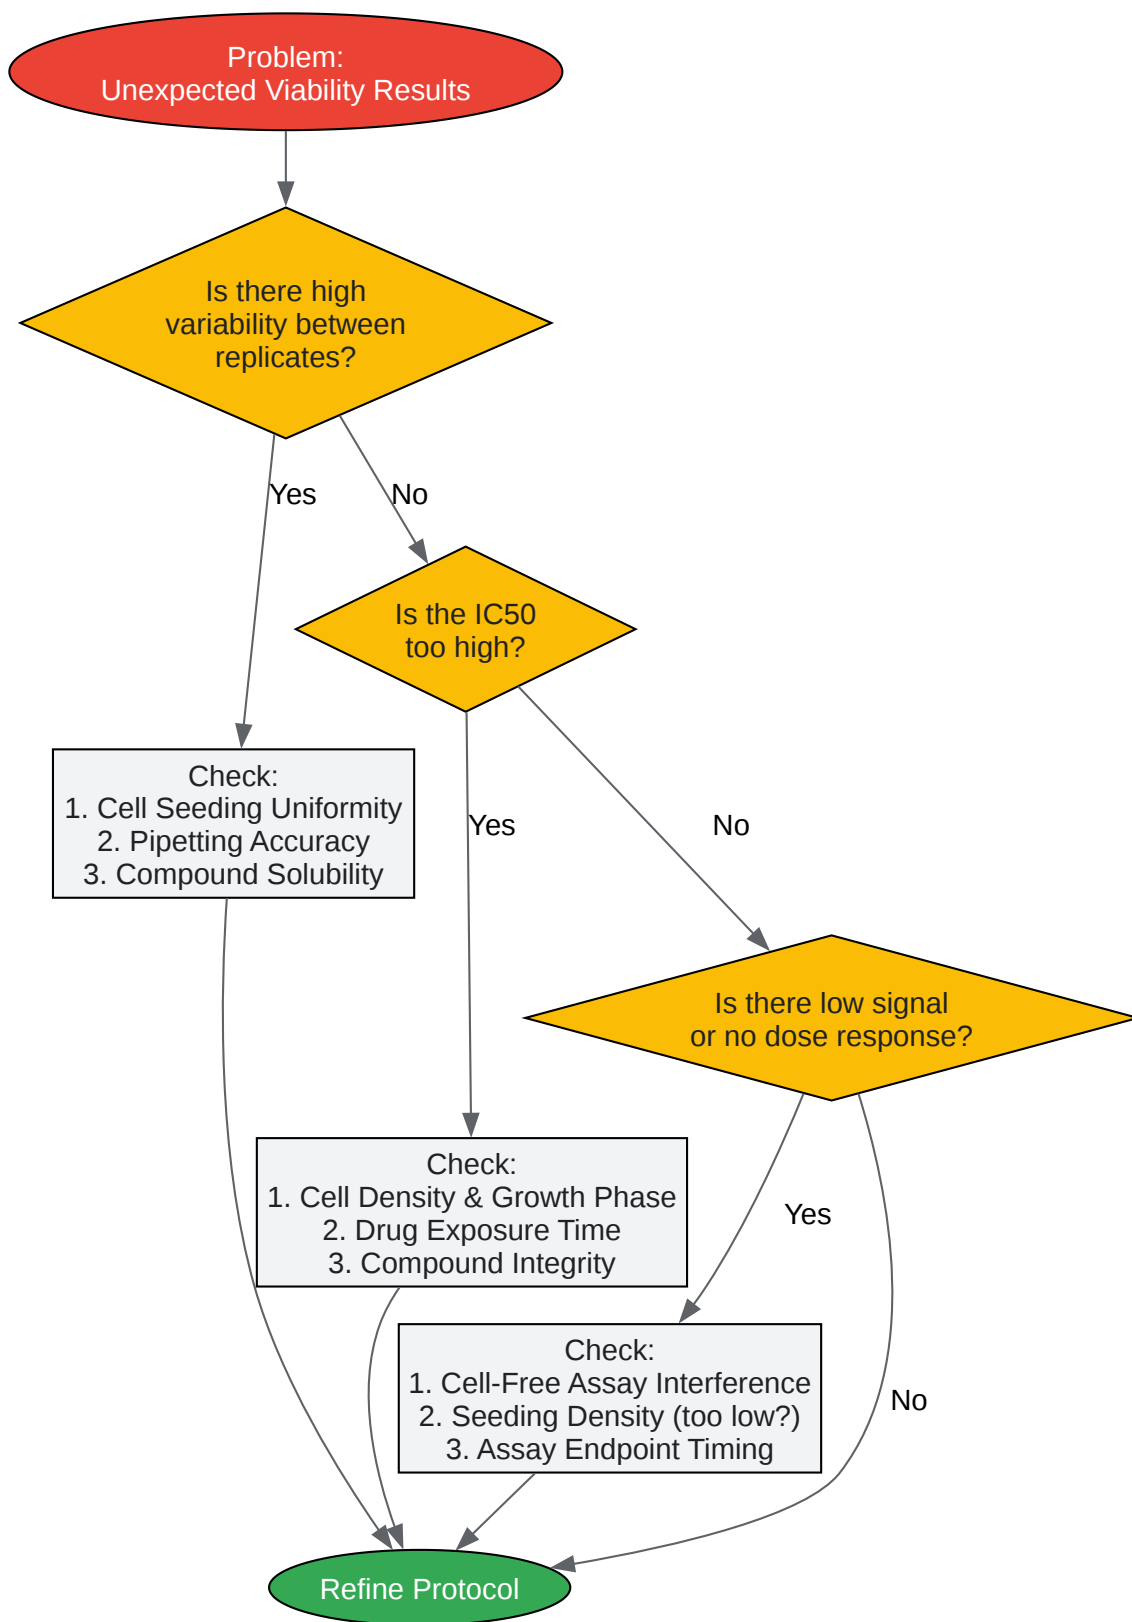 Problem:
Unexpected Viability Results
Is there high
variability between
replicates?
Yes
No
Is the IC50
too high?
Check:
1. Cell Seeding Uniformity
2. Pipetting Accuracy
3. Compound Solubility
Yes
No
Is there low signal
or no dose response?
Check:
1. Cell Density & Growth Phase
2. Drug Exposure Time
3. Compound Integrity
Yes
Check:
1. Cell-Free Assay Interference
2. Seeding Density (too low?)
3. Assay Endpoint Timing
No
Refine Protocol